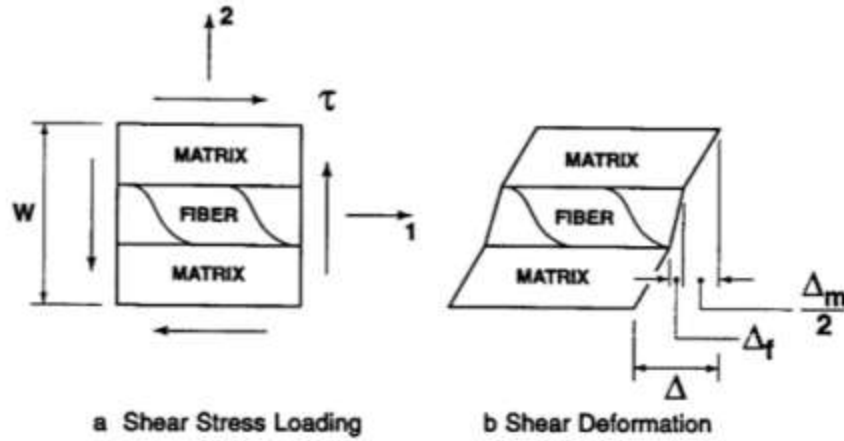 2
τ
MATRIX
W
FIBER
1
MATRIX
MATRIX
FIBER
MATRIX
Δm
2
Δf
Δ
a Shear Stress Loading
b Shear Deformation